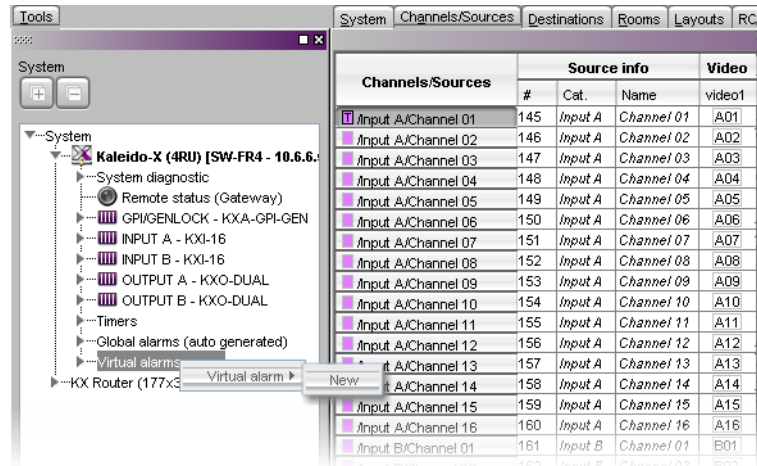 Tools
System Channels/Sources Destinations Rooms Layouts
System
Channels/Sources Source info Video
# Cat. Name video1
System
Kaleido-X (4RU) [SW-FR4 - 10.6.6.
System diagnostic
Remote status (Gateway)
GPI/GENLOCK - KXA-GPI-GEN
INPUT A - KXI-16
INPUT B - KXI-16
OUTPUT A - KXO-DUAL
OUTPUT B - KXO-DUAL
Timers
Global alarms (auto generated)
Virtual alarms
KX Router (177x3
Virtual alarm
New
T /Input A/Channel 01 145 Input A Channel 01 A01
/Input A/Channel 02 146 Input A Channel 02 A02
/Input A/Channel 03 147 Input A Channel 03 A03
/Input A/Channel 04 148 Input A Channel 04 A04
/Input A/Channel 05 149 Input A Channel 05 A05
/Input A/Channel 06 150 Input A Channel 06 A06
/Input A/Channel 07 151 Input A Channel 07 A07
/Input A/Channel 08 152 Input A Channel 08 A08
/Input A/Channel 09 153 Input A Channel 09 A09
/Input A/Channel 10 154 Input A Channel 10 A10
/Input A/Channel 11 155 Input A Channel 11 A11
/Input A/Channel 12 156 Input A Channel 12 A12
/Input A/Channel 13 157 Input A Channel 13 A13
/Input A/Channel 14 158 Input A Channel 14 A14
/Input A/Channel 15 159 Input A Channel 15 A15
/Input A/Channel 16 160 Input A Channel 16 A16
/Input B/Channel 01 161 Input B Channel 01 B01